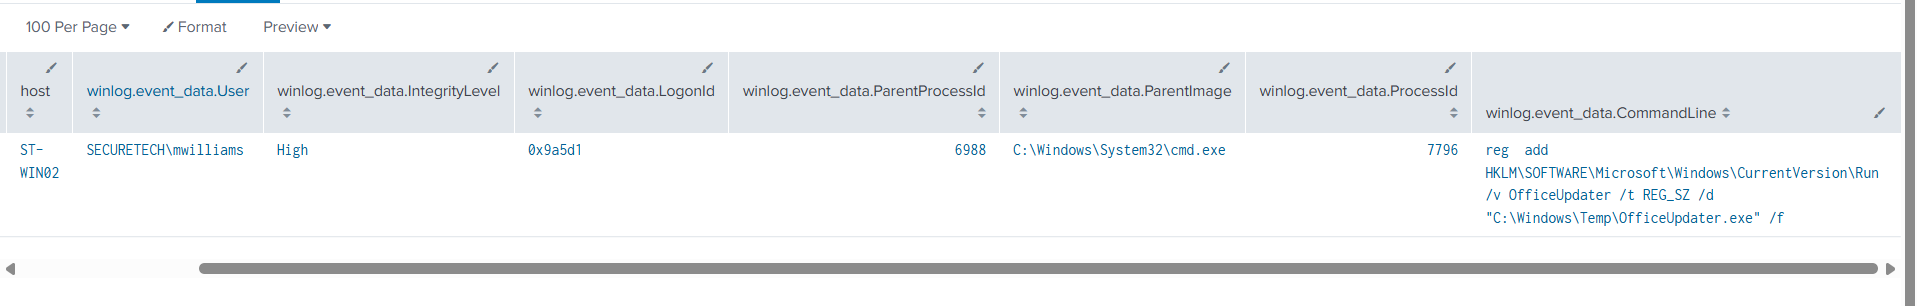 100 Per Page Format Preview
host winlog.event_data.User winlog.event_data.IntegrityLevel winlog.event_data.LogonId winlog.event_data.ParentProcessId winlog.event_data.ParentImage winlog.event_data.ProcessId winlog.event_data.CommandLine
ST-WIN02 SECURETECH\mwilliams High 0x9a5d1 6988 C:\Windows\System32\cmd.exe 7796 reg  add
HKLM\SOFTWARE\Microsoft\Windows\CurrentVersion\Run
/v OfficeUpdater /t REG_SZ /d
"C:\Windows\Temp\OfficeUpdater.exe" /f